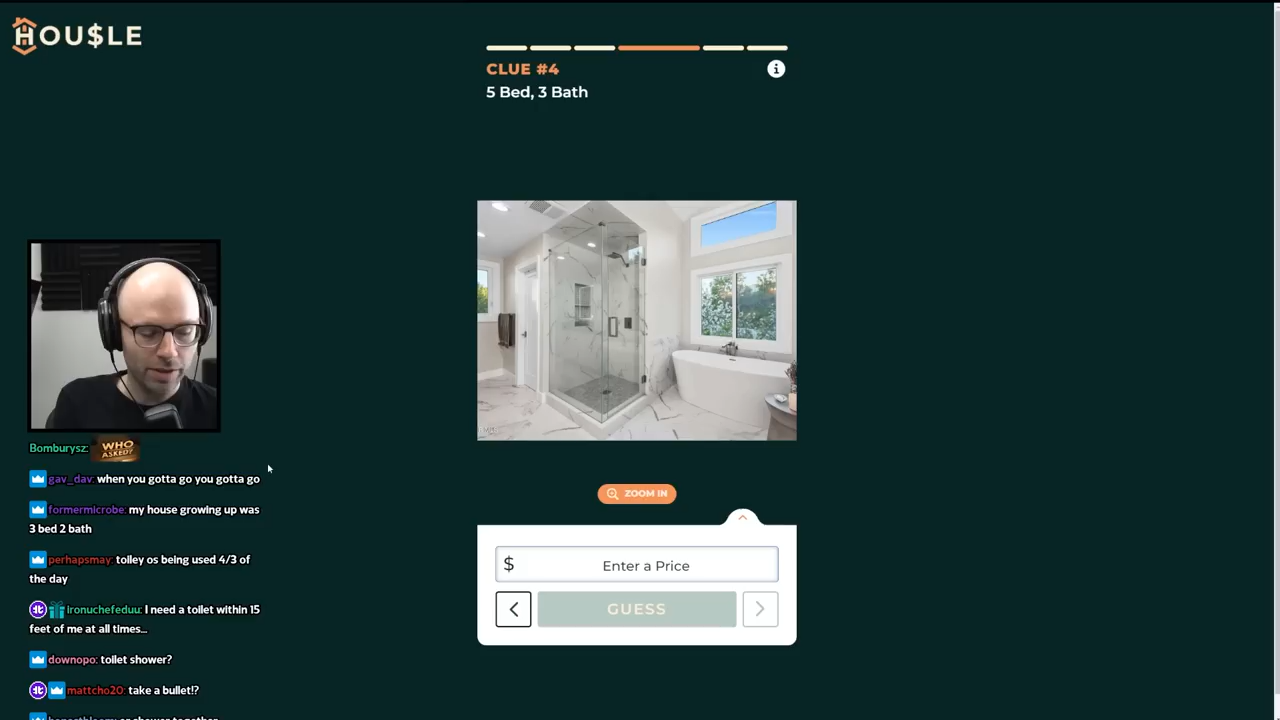 HOU$LE
CLUE #4
5 Bed, 3 Bath
ZOOM IN
$ Enter a Price
GUESS
Bomburysz: WHO ASKED?
gav_dav: when you gotta go you gotta go
formermicrobe: my house growing up was
3 bed 2 bath
perhapsmay: toiley os being used 4/3 of
the day
ironuchefeduu: I need a toilet within 15
feet of me at all times...
downopo: toilet shower?
mattcho20: take a bullet!?